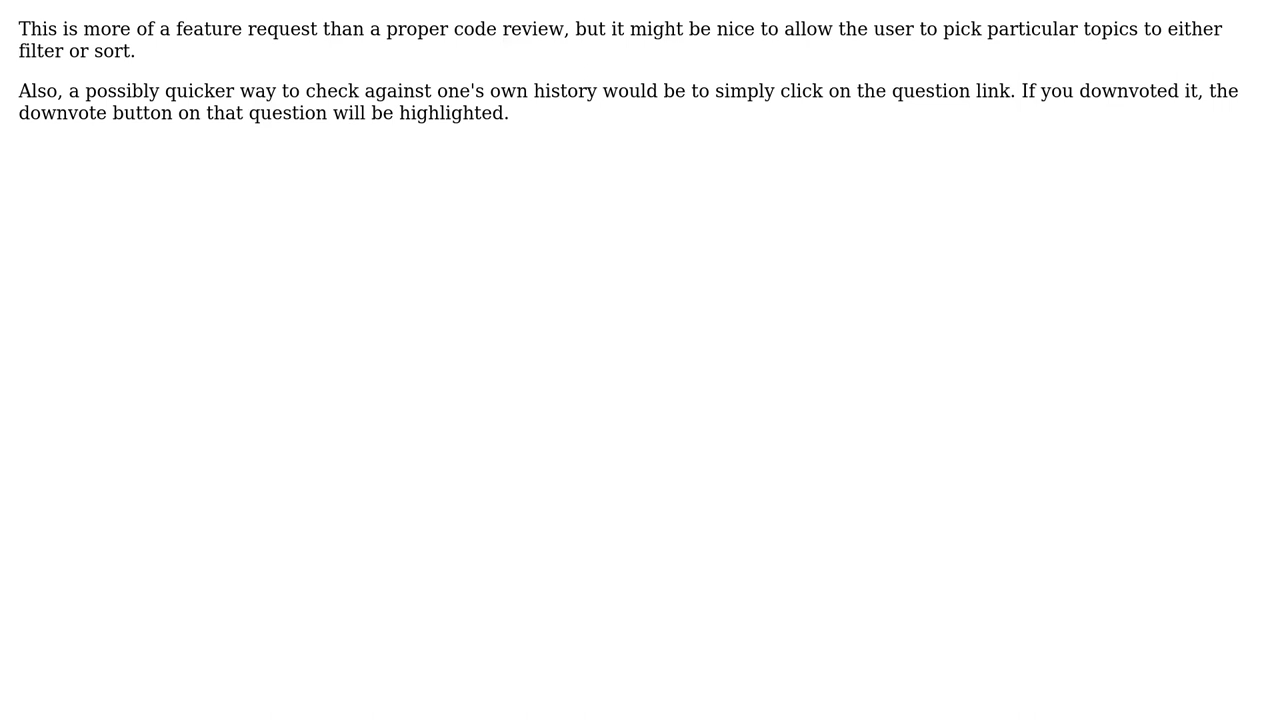 This is more of a feature request than a proper code review, but it might be nice to allow the user to pick particular topics to either
filter or sort.
Also, a possibly quicker way to check against one's own history would be to simply click on the question link. If you downvoted it, the
downvote button on that question will be highlighted.